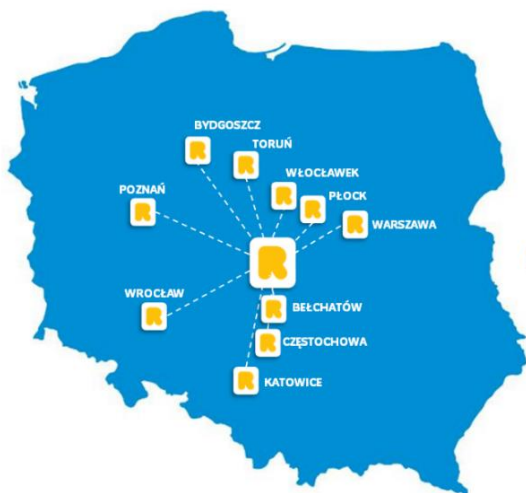 BYDGOSZCZ
TORUŃ
WŁOCŁAWEK
POZNAŃ
PŁOCK
WARSZAWA
WROCŁAW
BEŁCHATÓW
CZĘSTOCHOWA
KATOWICE